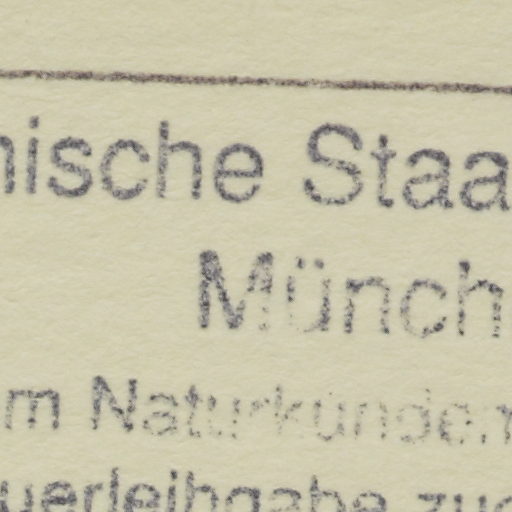 nische Staa
Münch
m Naturkunde
uerleihgabe zu